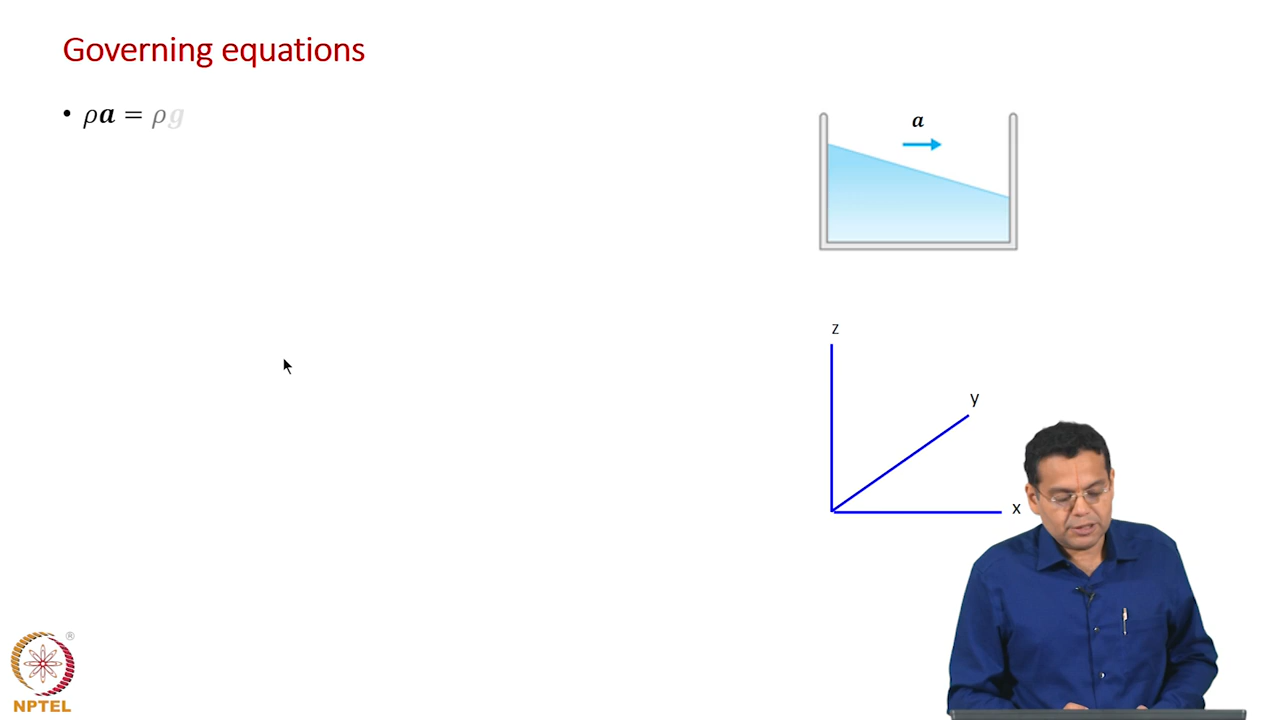 Governing equations
• ρa = ρg
a
z
y
x
®
NPTEL